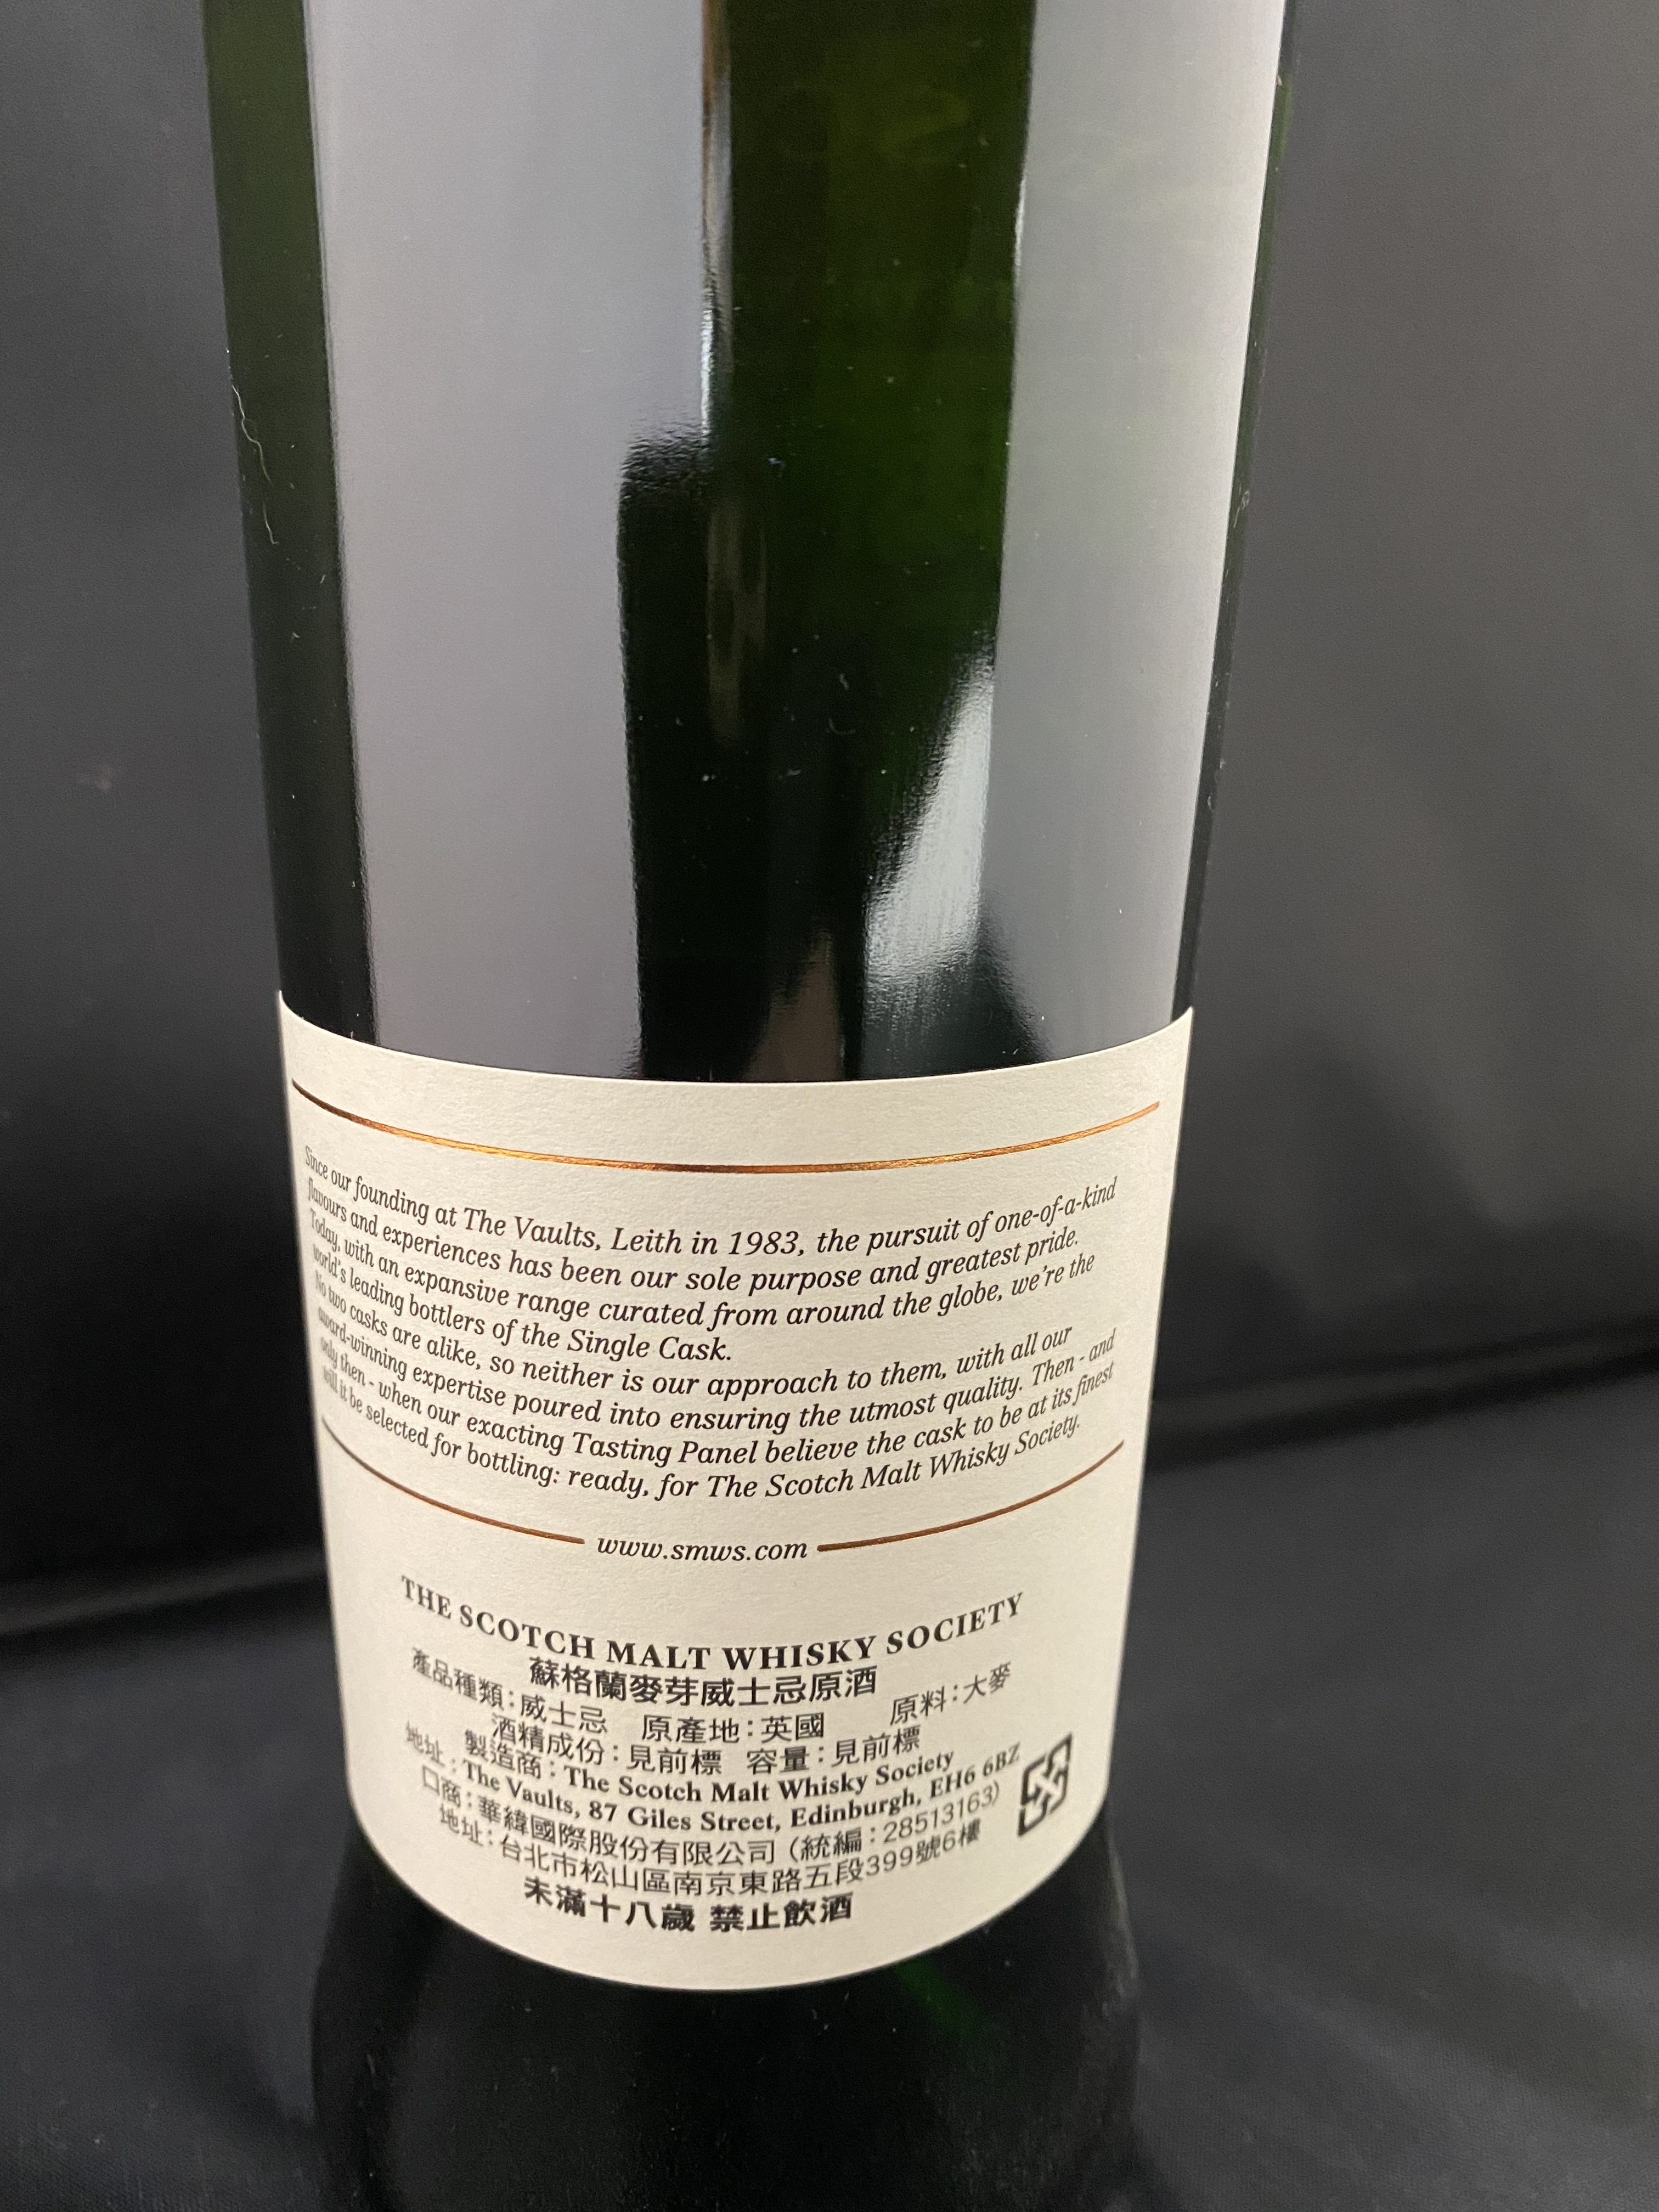 Since our founding at The Vaults, Leith in 1983, the pursuit of one-of-a-kind
flavours and experiences has been our sole purpose and greatest pride.
Today, with an expansive range curated from around the globe, we're the
world's leading bottlers of the Single Cask.
No two casks are alike, so neither is our approach to them, with all our
award-winning expertise poured into ensuring the utmost quality. Then - and
only then - when our exacting Tasting Panel believe the cask to be at its finest
will it be selected for bottling: ready, for The Scotch Malt Whisky Society.
www.smws.com
THE SCOTCH MALT WHISKY SOCIETY
蘇格蘭麥芽威士忌原酒
產品種類：威士忌 原產地：英國 原料：大麥
酒精成份：見前標 容量：見前標
製造商：The Scotch Malt Whisky Society
地址：The Vaults, 87 Giles Street, Edinburgh, EH6 6BZ
口商：華緯國際股份有限公司（統編：28513163）
地址：台北市松山區南京東路五段399號6樓
未滿十八歲 禁止飲酒